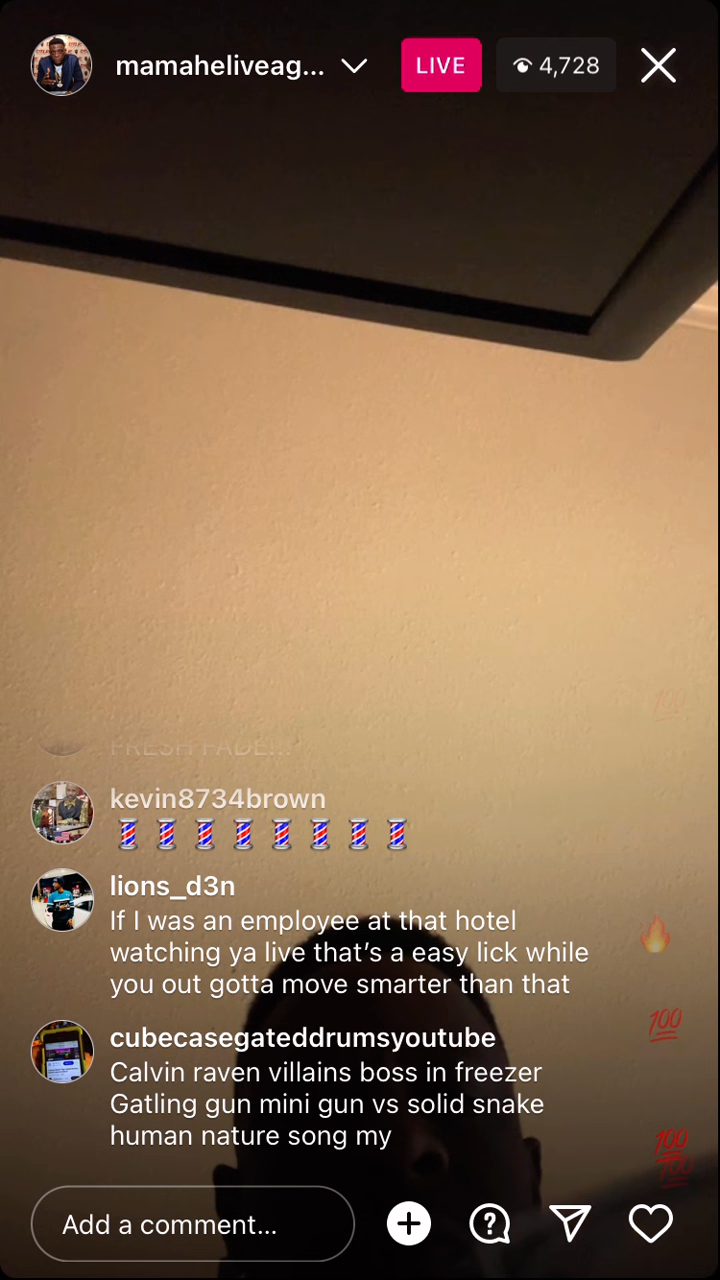 mamaheliveag...
LIVE
4,728
FRESH FADE...
kevin8734brown
💈💈💈💈💈💈💈💈
lions_d3n
If I was an employee at that hotel
watching ya live that’s a easy lick while
you out gotta move smarter than that
cubecasegateddrumsyoutube
Calvin raven villains boss in freezer
Gatling gun mini gun vs solid snake
human nature song my
Add a comment...